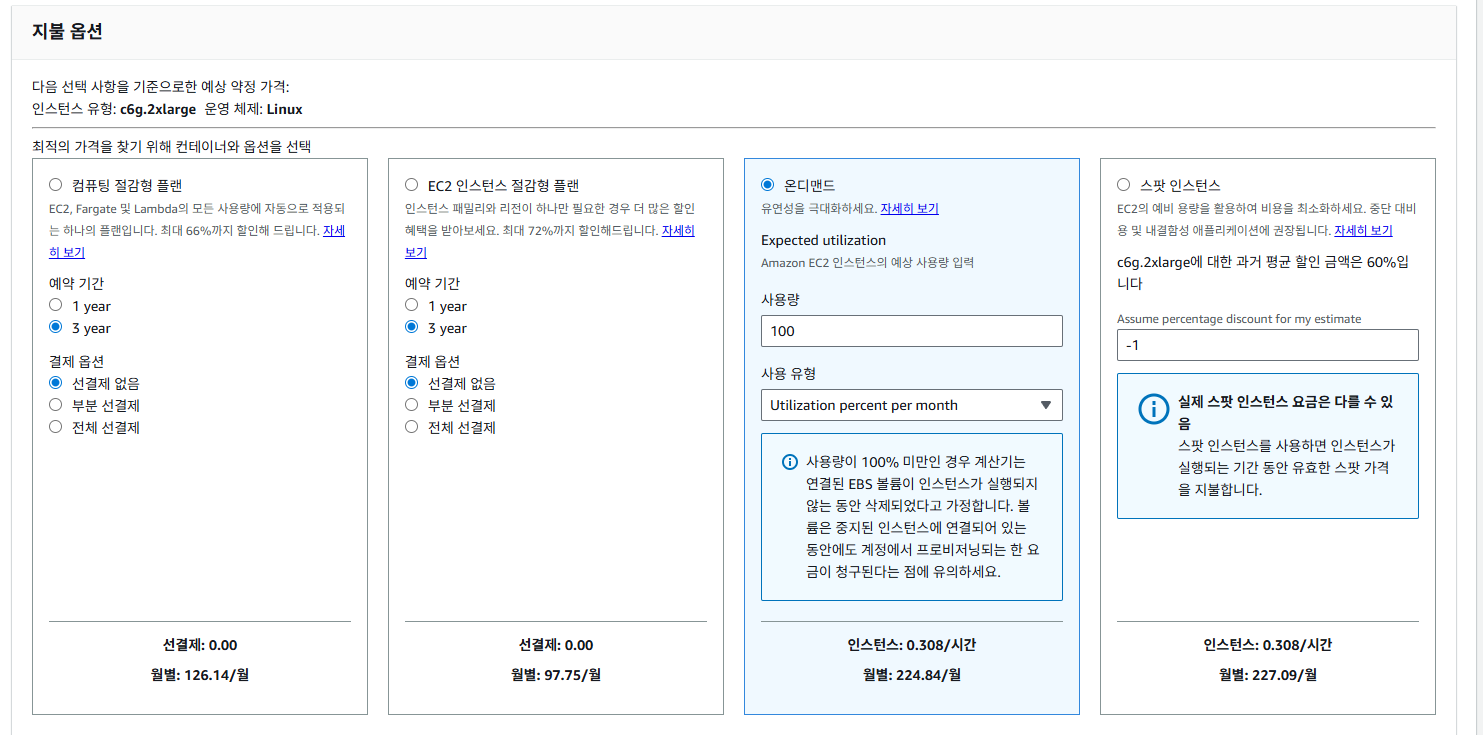 지불 옵션
다음 선택 사항을 기준으로한 예상 약정 가격:
인스턴스 유형: c6g.2xlarge 운영 체제: Linux
최적의 가격을 찾기 위해 컨테이너와 옵션을 선택
컴퓨팅 절감형 플랜
EC2, Fargate 및 Lambda의 모든 사용량에 자동으로 적용되
는 하나의 플랜입니다. 최대 66%까지 할인해 드립니다. 자세
히 보기
예약 기간
1 year
3 year
결제 옵션
선결제 없음
부분 선결제
전체 선결제
선결제: 0.00
월별: 126.14/월
EC2 인스턴스 절감형 플랜
인스턴스 패밀리와 리전이 하나만 필요한 경우 더 많은 할인
혜택을 받아보세요. 최대 72%까지 할인해드립니다. 자세히
보기
예약 기간
1 year
3 year
결제 옵션
선결제 없음
부분 선결제
전체 선결제
선결제: 0.00
월별: 97.75/월
온디맨드
유연성을 극대화하세요. 자세히 보기
Expected utilization
Amazon EC2 인스턴스의 예상 사용량 입력
사용량
100
사용 유형
Utilization percent per month
사용량이 100% 미만인 경우 계산기는
연결된 EBS 볼륨이 인스턴스가 실행되지
않는 동안 삭제되었다고 가정합니다. 볼
륨은 중지된 인스턴스에 연결되어 있는
동안에도 계정에서 프로비저닝되는 한 요
금이 청구된다는 점에 유의하세요.
인스턴스: 0.308/시간
월별: 224.84/월
스팟 인스턴스
EC2의 예비 용량을 활용하여 비용을 최소화하세요. 중단 대비
용 및 내결함성 애플리케이션에 권장됩니다. 자세히 보기
c6g.2xlarge에 대한 과거 평균 할인 금액은 60%입
니다
Assume percentage discount for my estimate
-1
실제 스팟 인스턴스 요금은 다를 수 있
음
스팟 인스턴스를 사용하면 인스턴스가
실행되는 기간 동안 유효한 스팟 가격
을 지불합니다.
인스턴스: 0.308/시간
월별: 227.09/월